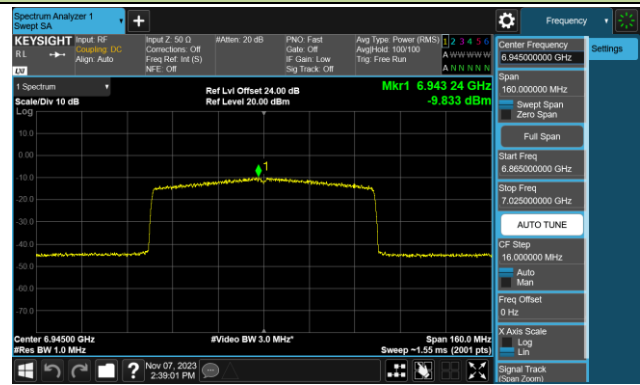 Spectrum Analyzer 1
Swept SA
Frequency
KEYSIGHT
RL
LXI
Input: RF
Coupling: DC
Align: Auto
Input Z: 50 Ω
Corrections: Off
Freq Ref: Int (S)
NFE: Off
#Atten: 20 dB
PNO: Fast
Gate: Off
IF Gain: Low
Sig Track: Off
Avg Type: Power (RMS)
Avg|Hold: 100/100
Trig: Free Run
1 2 3 4 5 6
A W W W W W
A N N N N N
1 Spectrum
Scale/Div 10 dB
Log
Ref Lvl Offset 24.00 dB
Ref Level 20.00 dBm
Mkr1 6.943 24 GHz
-9.833 dBm
1
10.0
0.00
-10.0
-20.0
-30.0
-40.0
-50.0
-60.0
-70.0
Center 6.94500 GHz
#Res BW 1.0 MHz
#Video BW 3.0 MHz*
Span 160.0 MHz
Sweep ~1.55 ms (2001 pts)
Nov 07, 2023
2:39:01 PM
Center Frequency
6.945000000 GHz
Span
160.000000 MHz
Swept Span
Zero Span
Full Span
Start Freq
6.865000000 GHz
Stop Freq
7.025000000 GHz
AUTO TUNE
CF Step
16.000000 MHz
Auto
Man
Freq Offset
0 Hz
X Axis Scale
Log
Lin
Signal Track
(Span Zoom)
Settings